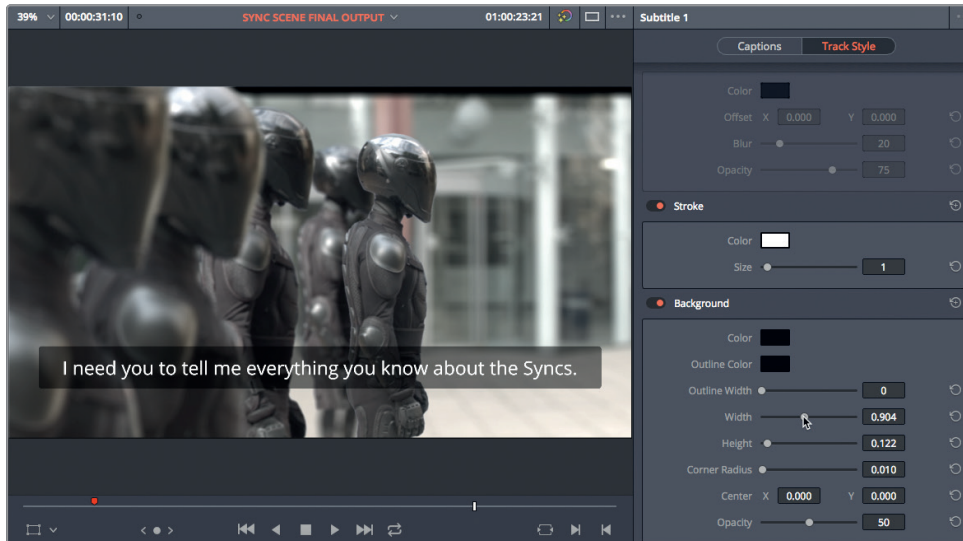 39% 00:00:31:10 SYNC SCENE FINAL OUTPUT 01:00:23:21 Subtitle 1
Captions Track Style
Color
Offset X 0.000 Y 0.000
Blur 20
Opacity 75
Stroke
Color
Size 1
Background
Color
I need you to tell me everything you know about the Syncs.
Outline Color
Outline Width 0
Width 0.904
Height 0.122
Corner Radius 0.010
Center X 0.000 Y 0.000
Opacity 50